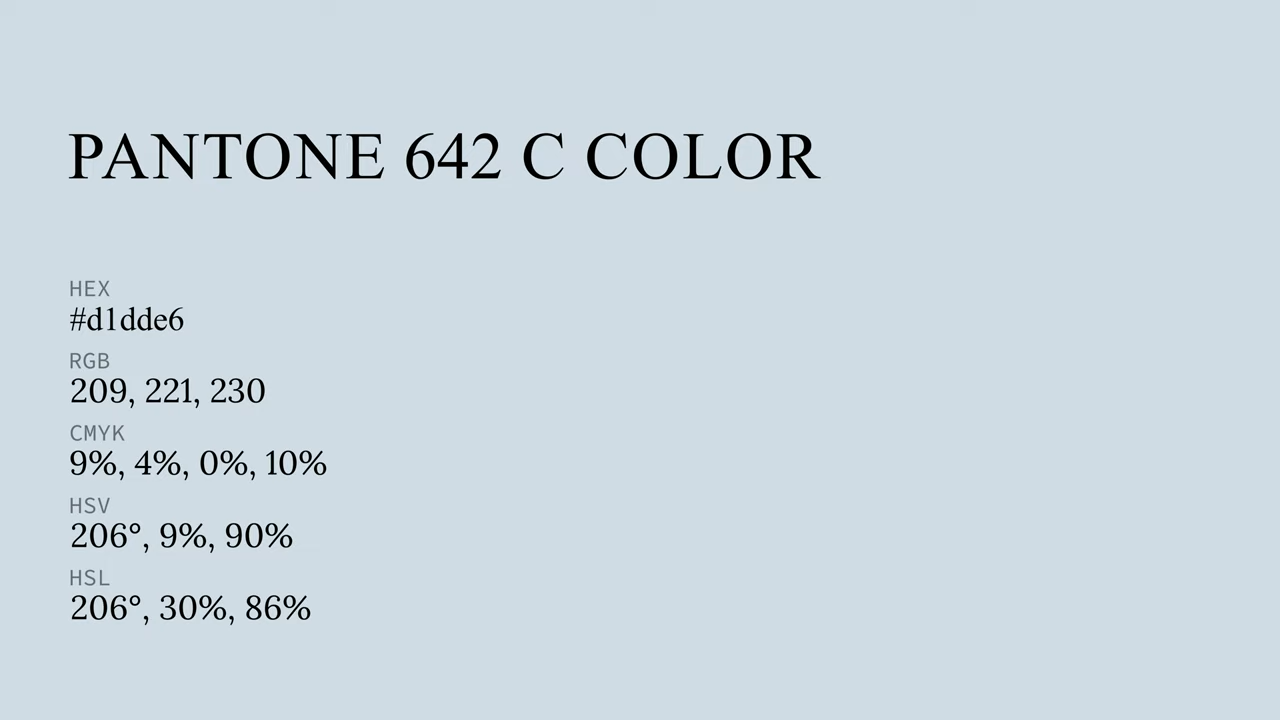 PANTONE 642 C COLOR
HEX
#d1dde6
RGB
209, 221, 230
CMYK
9%, 4%, 0%, 10%
HSV
206°, 9%, 90%
HSL
206°, 30%, 86%